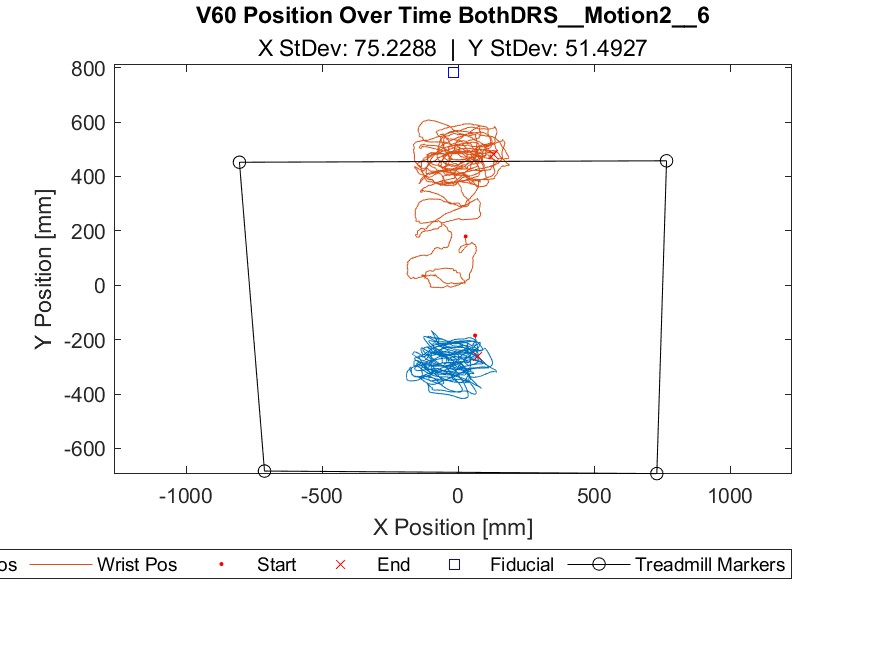 V60 Position Over Time BothDRS__Motion2__6
X StDev: 75.2288 | Y StDev: 51.4927
800
600
400
200
0
-200
-400
-600
Y Position [mm]
-1000 -500 0 500 1000
X Position [mm]
os Wrist Pos Start End Fiducial Treadmill Markers